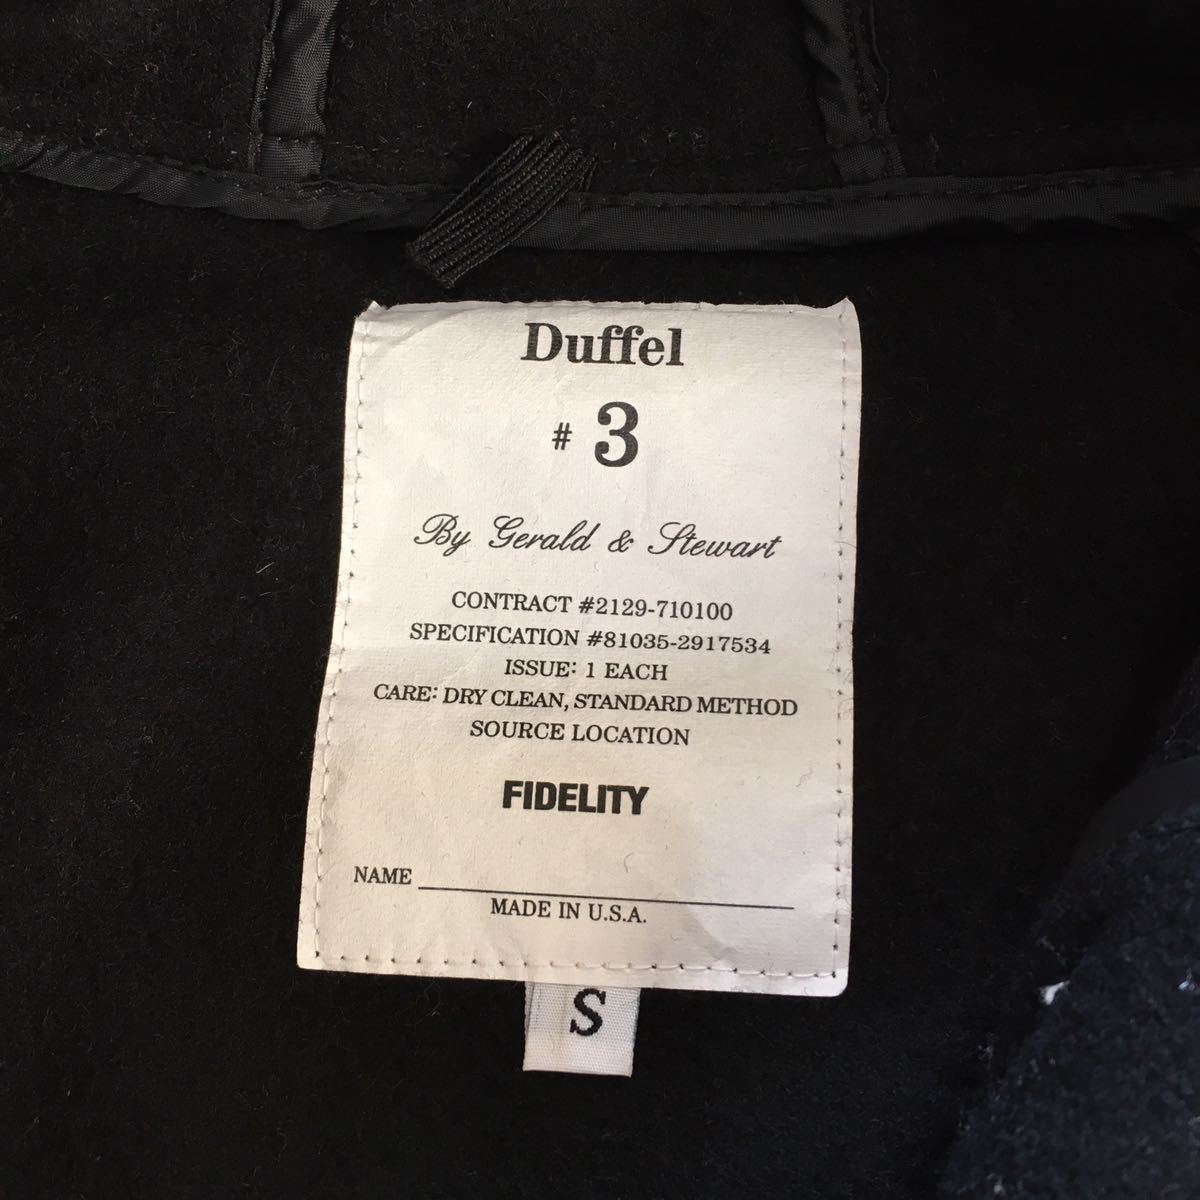 Duffel
# 3
By Gerald & Stewart
CONTRACT #2129-710100
SPECIFICATION #81035-2917534
ISSUE: 1 EACH
CARE: DRY CLEAN, STANDARD METHOD
SOURCE LOCATION
FIDELITY
NAME
MADE IN U.S.A.
S